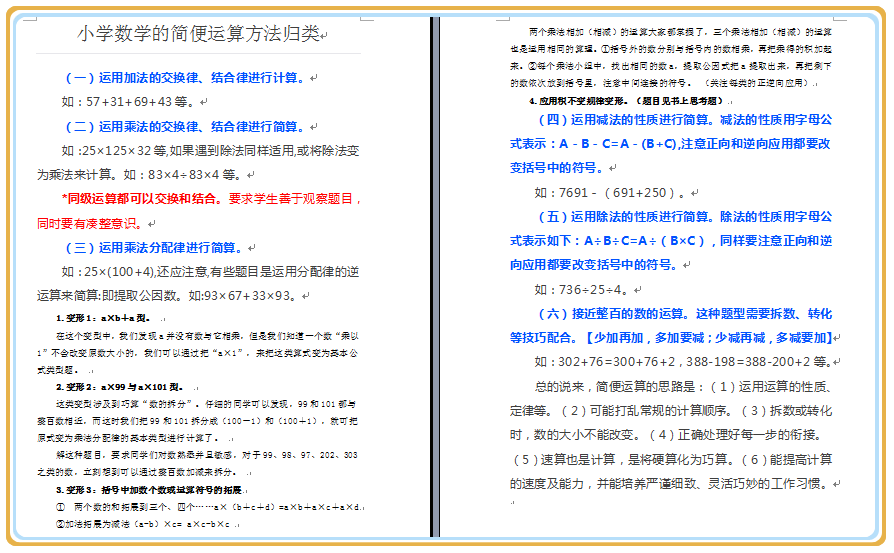 小学数学的简便运算方法归类
（一）运用加法的交换律、结合律进行计算。
如：57+31+69+43等。
（二）运用乘法的交换律、结合律进行简算。
如:25×125×32等,如果遇到除法同样适用,或将除法变
为乘法来计算。如：83×4÷83×4等。
*同级运算都可以交换和结合。要求学生善于观察题目，
同时要有凑整意识。
（三）运用乘法分配律进行简算。
如：25×(100+4),还应注意,有些题目是运用分配律的逆
运算来简算:即提取公因数。如:93×67+33×93。
1.变形1：a×b＋a型。
在这个变型中，我们发现a并没有数与它相乘，但是我们知道一个数“乘以
1”不会改变原数大小的，我们可以通过把“a×1”，来把这类算式变为基本公
式类型题。
2.变形2：a×99与a×101型。
这类变型涉及到巧算“数的拆分”。仔细的同学可以发现，99和101都与
整百数相近，而这时我们把99和101拆分成（100－1）和（100＋1），就可把
原式变为乘法分配律的基本类型进行计算了。
解这种题目，要求同学们对数熟悉并且敏感，对于99、98、97、202、303
之类的数，立刻想到可以通过整百数加减来拆分。
3.变形3：括号中加数个数或运算符号的拓展
① 两个数的和拓展到三个、四个……a×（b＋c＋d）=a×b＋a×c＋a×d.
②加法拓展为减法（a-b）×c= a×c-b×c
两个乘法相加（相减）的运算大家都掌握了，三个乘法相加（相减）的运算
也是运用相同的算理。①括号外的数分别与括号内的数相乘，再把乘得的积加起
来。②每个乘法小组中，找出相同的数a，提取公因式把a提取出来，再把剩下
的数依次放到括号里，注意中间连接的符号。（关注每类的正逆向应用）
4.应用积不变规律变形。（题目见书上思考题）
（四）运用减法的性质进行简算。减法的性质用字母公
式表示：A－B－C=A－(B+C),注意正向和逆向应用都要改
变括号中的符号。
如：7691－（691+250）。
（五）运用除法的性质进行简算。除法的性质用字母公
式表示如下：A÷B÷C=A÷（B×C），同样要注意正向和逆
向应用都要改变括号中的符号。
如：736÷25÷4。
（六）接近整百的数的运算。这种题型需要拆数、转化
等技巧配合。【少加再加，多加要减；少减再减，多减要加】
如：302+76=300+76+2，388-198=388-200+2等。
总的说来，简便运算的思路是：（1）运用运算的性质、
定律等。（2）可能打乱常规的计算顺序。（3）拆数或转化
时，数的大小不能改变。（4）正确处理好每一步的衔接。
（5）速算也是计算，是将硬算化为巧算。（6）能提高计算
的速度及能力，并能培养严谨细致、灵活巧妙的工作习惯。